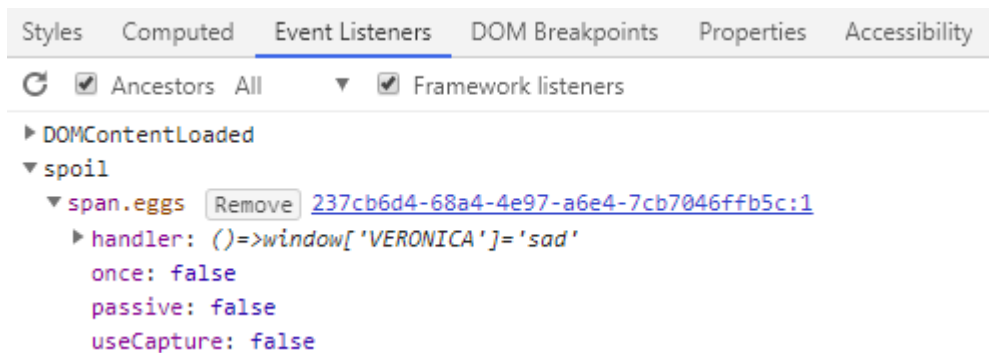 Styles Computed Event Listeners DOM Breakpoints Properties Accessibility
Ancestors All Framework listeners
DOMContentLoaded
spoil
span.eggs Remove 237cb6d4-68a4-4e97-a6e4-7cb7046ffb5c:1
handler: ()=>window['VERONICA']='sad'
once: false
passive: false
useCapture: false